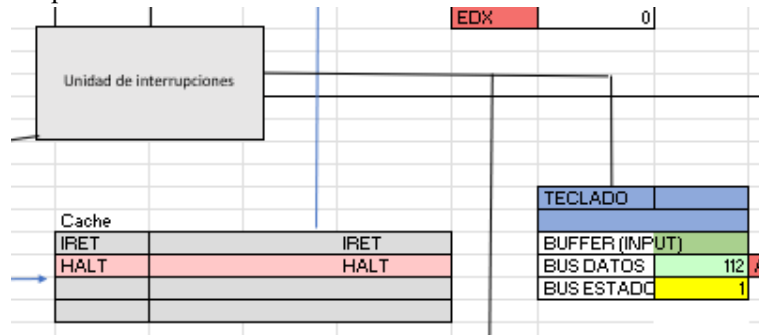 EDX 0
Unidad de interrupciones
TECLADO
Cache
IRET IRET
BUFFER (INPUT)
HALT HALT
BUS DATOS 112
BUS ESTADO 1